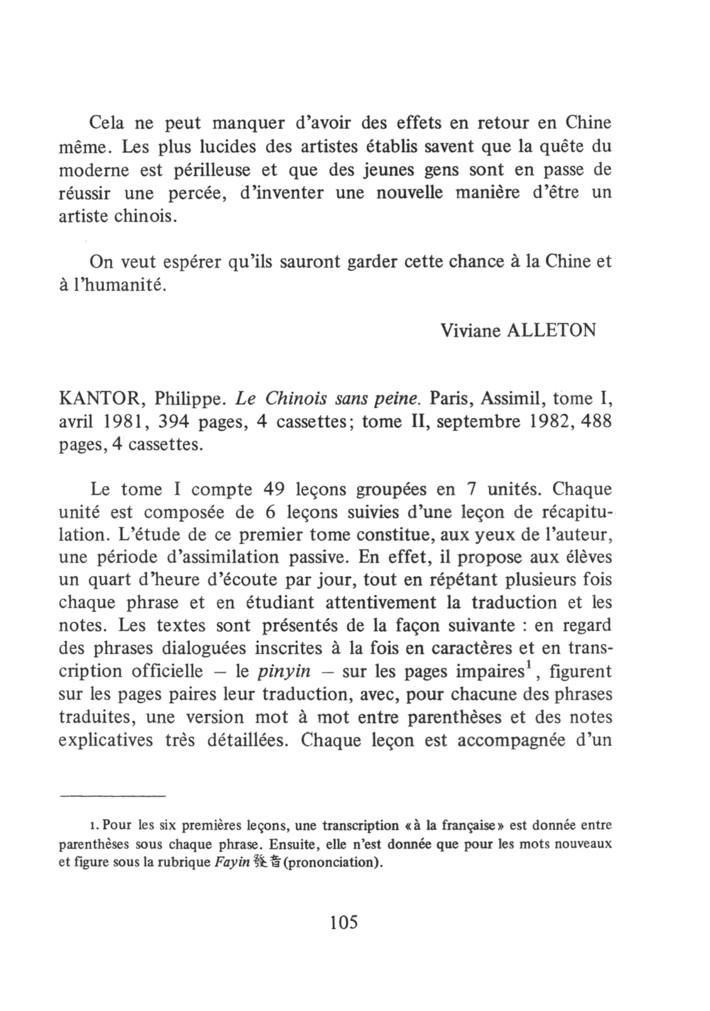 Cela ne peut manquer d'avoir des effets en retour en Chine
même. Les plus lucides des artistes établis savent que la quête du
moderne est périlleuse et que des jeunes gens sont en passe de
réussir une percée, d'inventer une nouvelle manière d'être un
artiste chinois.
On veut espérer qu'ils sauront garder cette chance à la Chine et
à l'humanité.
Viviane ALLETON
KANTOR, Philippe. Le Chinois sans peine. Paris, Assimil, tome I,
avril 1981, 394 pages, 4 cassettes; tome II, septembre 1982, 488
pages, 4 cassettes.
Le tome I compte 49 leçons groupées en 7 unités. Chaque
unité est composée de 6 leçons suivies d'une leçon de récapitu-
lation. L'étude de ce premier tome constitue, aux yeux de l'auteur,
une période d'assimilation passive. En effet, il propose aux élèves
un quart d'heure d'écoute par jour, tout en répétant plusieurs fois
chaque phrase et en étudiant attentivement la traduction et les
notes. Les textes sont présentés de la façon suivante : en regard
des phrases dialoguées inscrites à la fois en caractères et en trans-
cription officielle — le pinyin — sur les pages impaires1, figurent
sur les pages paires leur traduction, avec, pour chacune des phrases
traduites, une version mot à mot entre parenthèses et des notes
explicatives très détaillées. Chaque leçon est accompagnée d'un
1. Pour les six premières leçons, une transcription «à la française» est donnée entre
parenthèses sous chaque phrase. Ensuite, elle n'est donnée que pour les mots nouveaux
et figure sous la rubrique Fayin 發音 (prononciation).
105